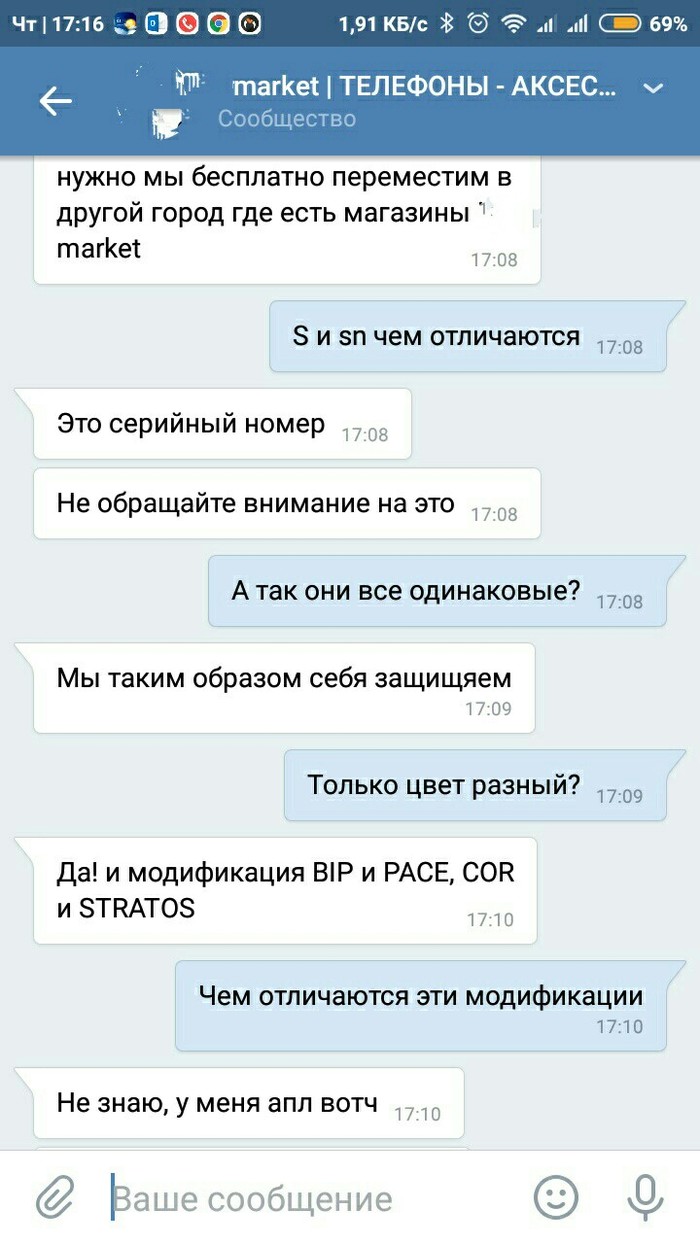 Чт | 17:16 1,91 КБ/с 69%
market | ТЕЛЕФОНЫ - АКСЕС...
Сообщество
нужно мы бесплатно переместим в
другой город где есть магазины
market
17:08
S и sn чем отличаются 17:08
Это серийный номер 17:08
Не обращайте внимание на это 17:08
А так они все одинаковые? 17:08
Мы таким образом себя защищяем
17:09
Только цвет разный? 17:09
Да! и модификация BIP и PACE, COR
и STRATOS 17:10
Чем отличаются эти модификации
17:10
Не знаю, у меня апл вотч 17:10
Ваше сообщение